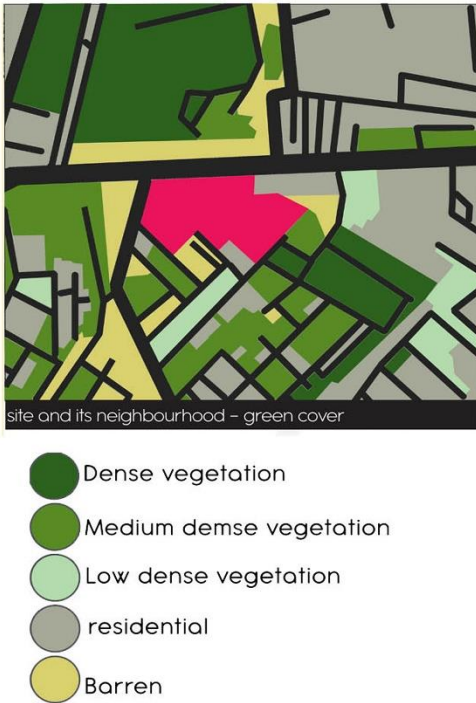 site and its neighbourhood – green cover
Dense vegetation
Medium demse vegetation
Low dense vegetation
residential
Barren